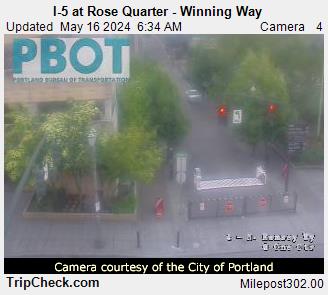 I-5 at Rose Quarter - Winning Way
Updated May 16 2024 6:34 AM Camera 4
PBOT
PORTLAND BUREAU OF TRANSPORTATION
Camera courtesy of the City of Portland
TripCheck.com Milepost302.00